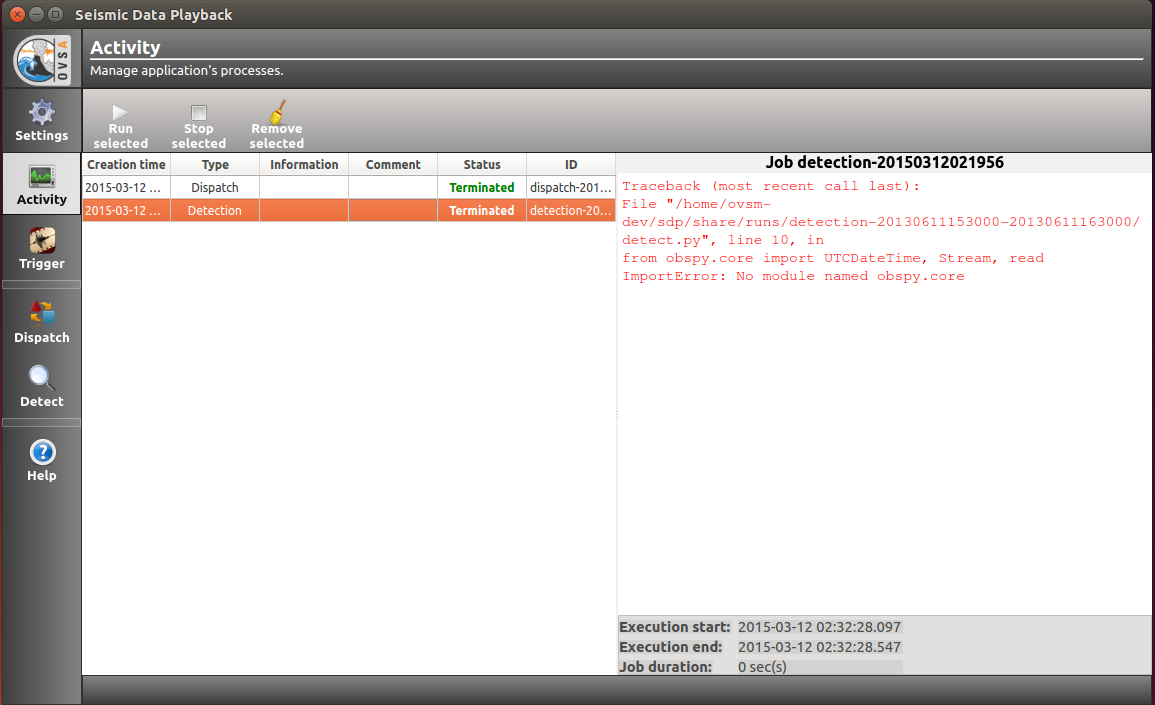 Seismic Data Playback
OVSA
Activity
Manage application's processes.
Settings
Activity
Trigger
Dispatch
Detect
Help
Run selected
Stop selected
Remove selected
Creation time Type Information Comment Status ID
2015-03-12 ... Dispatch Terminated dispatch-201...
2015-03-12 ... Detection Terminated detection-20...
Job detection-20150312021956
Traceback (most recent call last):
File "/home/ovsm-
dev/sdp/share/runs/detection-20130611153000-20130611163000/
detect.py", line 10, in
from obspy.core import UTCDateTime, Stream, read
ImportError: No module named obspy.core
Execution start: 2015-03-12 02:32:28.097
Execution end: 2015-03-12 02:32:28.547
Job duration: 0 sec(s)